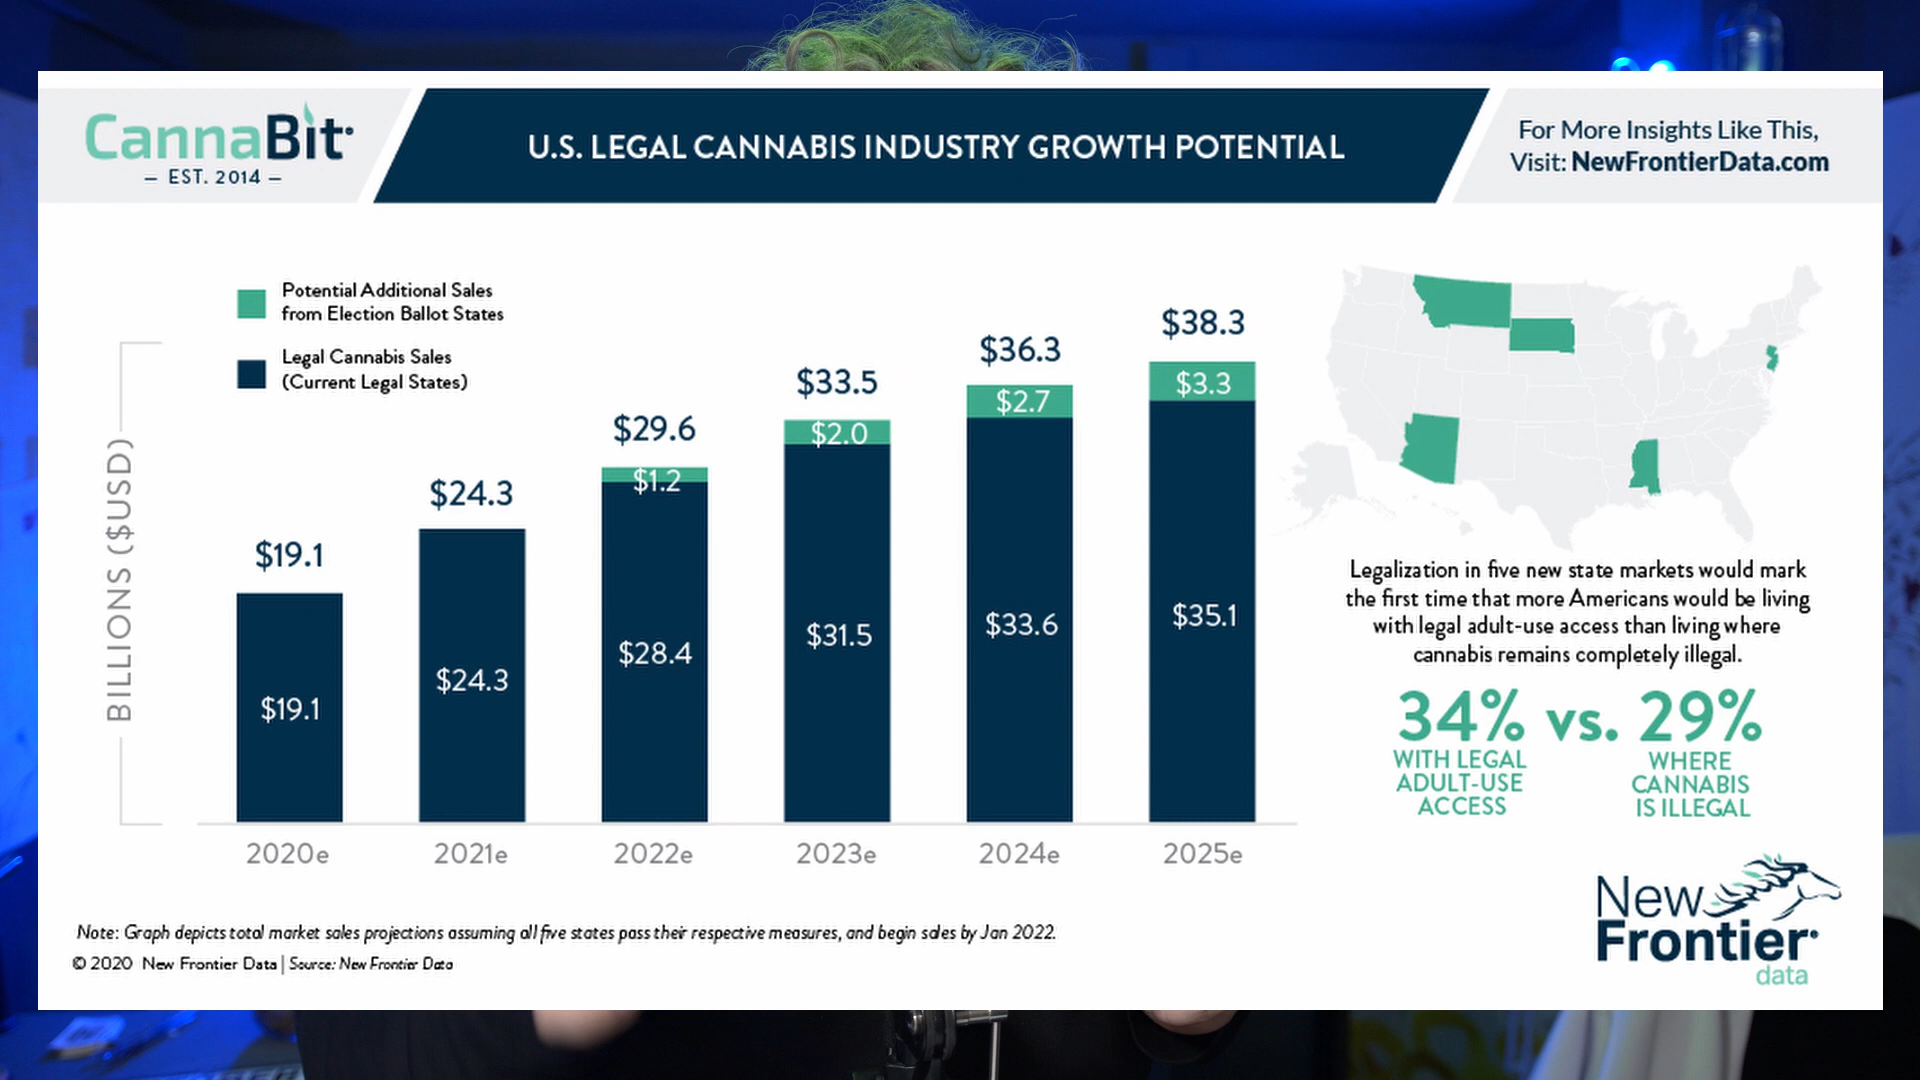 CannaBit
– EST. 2014 –
U.S. LEGAL CANNABIS INDUSTRY GROWTH POTENTIAL
For More Insights Like This,
Visit: NewFrontierData.com
Potential Additional Sales
from Election Ballot States
Legal Cannabis Sales
(Current Legal States)
BILLIONS ($USD)
$19.1
$24.3
$29.6
$33.5
$36.3
$38.3
$1.2
$2.0
$2.7
$3.3
$19.1
$24.3
$28.4
$31.5
$33.6
$35.1
2020e
2021e
2022e
2023e
2024e
2025e
Legalization in five new state markets would mark
the first time that more Americans would be living
with legal adult-use access than living where
cannabis remains completely illegal.
34% vs. 29%
WITH LEGAL
ADULT-USE
ACCESS
WHERE
CANNABIS
IS ILLEGAL
Note: Graph depicts total market sales projections assuming all five states pass their respective measures, and begin sales by Jan 2022.
© 2020 New Frontier Data | Source: New Frontier Data
New
Frontier
data